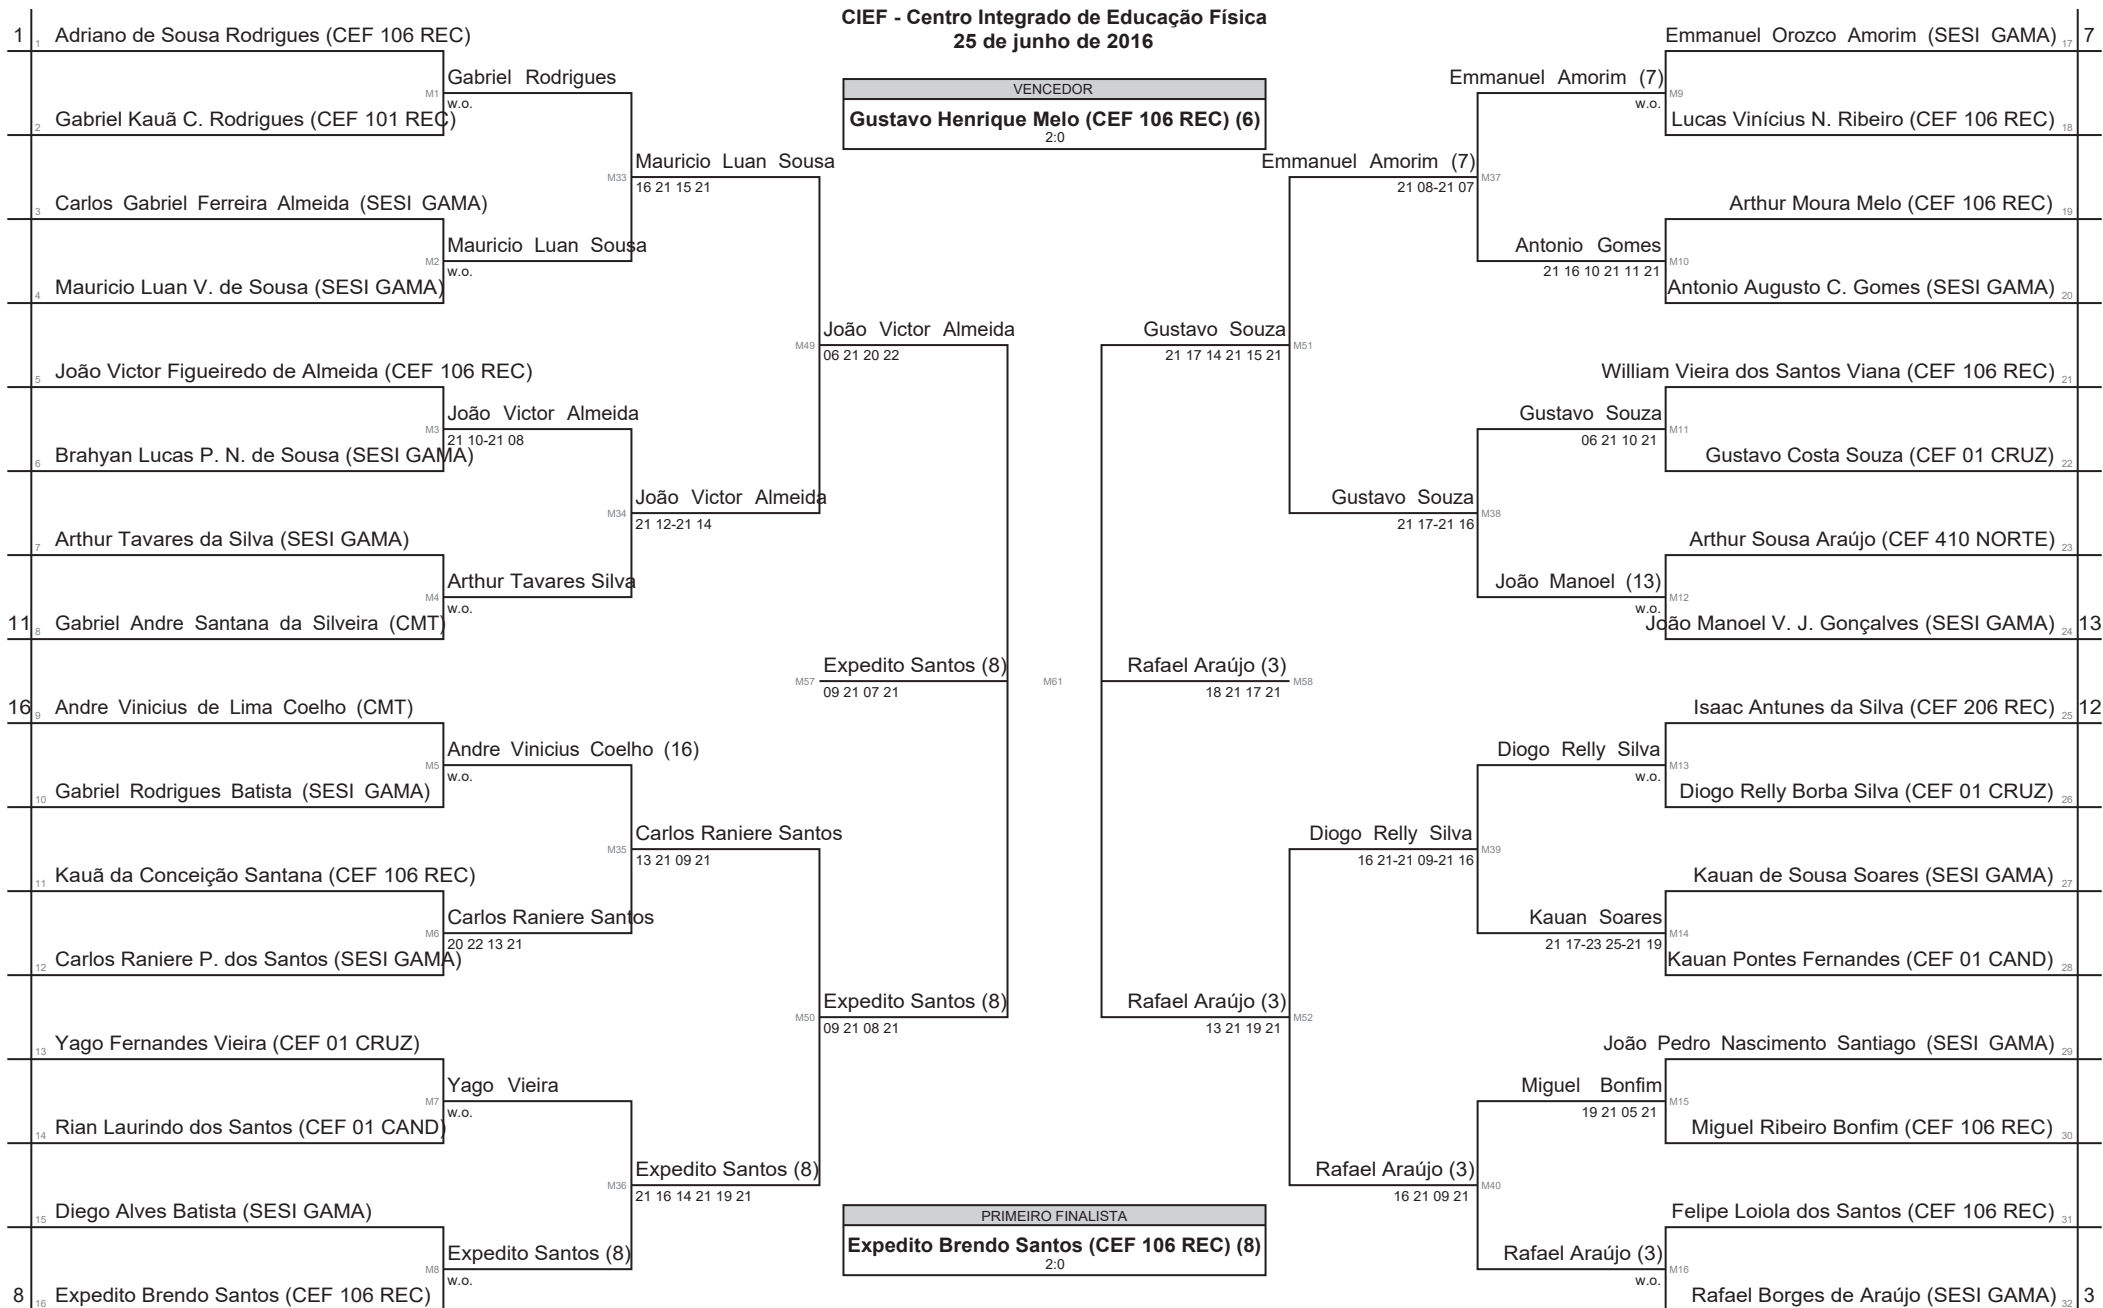 CIEF - Centro Integrado de Educação Física
25 de junho de 2016
VENCEDOR
Gustavo Henrique Melo (CEF 106 REC) (6)
2:0
1 1 Adriano de Sousa Rodrigues (CEF 106 REC)
Gabriel Rodrigues
M1 w.o.
2 Gabriel Kauã C. Rodrigues (CEF 101 REC)
Mauricio Luan Sousa
M33 16 21 15 21
3 Carlos Gabriel Ferreira Almeida (SESI GAMA)
Mauricio Luan Sousa
M2 w.o.
4 Mauricio Luan V. de Sousa (SESI GAMA)
João Victor Almeida
M49 06 21 20 22
5 João Victor Figueiredo de Almeida (CEF 106 REC)
João Victor Almeida
M3 21 10-21 08
6 Brahyan Lucas P. N. de Sousa (SESI GAMA)
João Victor Almeida
M34 21 12-21 14
7 Arthur Tavares da Silva (SESI GAMA)
Arthur Tavares Silva
M4 w.o.
11 8 Gabriel Andre Santana da Silveira (CMT)
Expedito Santos (8)
M57 09 21 07 21
16 9 Andre Vinicius de Lima Coelho (CMT)
Andre Vinicius Coelho (16)
M5 w.o.
10 Gabriel Rodrigues Batista (SESI GAMA)
Carlos Raniere Santos
M35 13 21 09 21
11 Kauã da Conceição Santana (CEF 106 REC)
Carlos Raniere Santos
M6 20 22 13 21
12 Carlos Raniere P. dos Santos (SESI GAMA)
Expedito Santos (8)
M50 09 21 08 21
13 Yago Fernandes Vieira (CEF 01 CRUZ)
Yago Vieira
M7 w.o.
14 Rian Laurindo dos Santos (CEF 01 CAND)
Expedito Santos (8)
M36 21 16 14 21 19 21
15 Diego Alves Batista (SESI GAMA)
Expedito Santos (8)
M8 w.o.
8 16 Expedito Brendo Santos (CEF 106 REC)
M61
Emmanuel Orozco Amorim (SESI GAMA) 17 7
Emmanuel Amorim (7)
w.o. M9
Lucas Vinícius N. Ribeiro (CEF 106 REC) 18
Emmanuel Amorim (7)
21 08-21 07 M37
Arthur Moura Melo (CEF 106 REC) 19
Antonio Gomes
21 16 10 21 11 21 M10
Antonio Augusto C. Gomes (SESI GAMA) 20
Gustavo Souza
21 17 14 21 15 21 M51
William Vieira dos Santos Viana (CEF 106 REC) 21
Gustavo Souza
06 21 10 21 M11
Gustavo Costa Souza (CEF 01 CRUZ) 22
Gustavo Souza
21 17-21 16 M38
Arthur Sousa Araújo (CEF 410 NORTE) 23
João Manoel (13)
w.o. M12
João Manoel V. J. Gonçalves (SESI GAMA) 24 13
Rafael Araújo (3)
18 21 17 21 M58
Isaac Antunes da Silva (CEF 206 REC) 25 12
Diogo Relly Silva
w.o. M13
Diogo Relly Borba Silva (CEF 01 CRUZ) 26
Diogo Relly Silva
16 21-21 09-21 16 M39
Kauan de Sousa Soares (SESI GAMA) 27
Kauan Soares
21 17-23 25-21 19 M14
Kauan Pontes Fernandes (CEF 01 CAND) 28
Rafael Araújo (3)
13 21 19 21 M52
João Pedro Nascimento Santiago (SESI GAMA) 29
Miguel Bonfim
19 21 05 21 M15
Miguel Ribeiro Bonfim (CEF 106 REC) 30
Rafael Araújo (3)
16 21 09 21 M40
Felipe Loiola dos Santos (CEF 106 REC) 31
Rafael Araújo (3)
w.o. M16
Rafael Borges de Araújo (SESI GAMA) 32 3
PRIMEIRO FINALISTA
Expedito Brendo Santos (CEF 106 REC) (8)
2:0